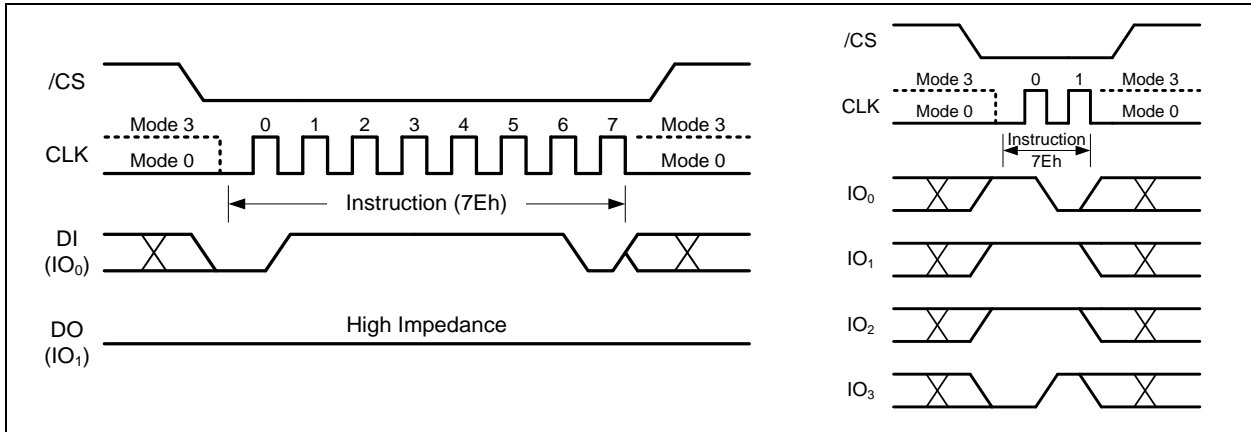 /CS
Mode 3 0 1 2 3 4 5 6 7 Mode 3
CLK
Mode 0 Mode 0
Instruction (7Eh)
DI
(IO₀)
High Impedance
DO
(IO₁)
/CS
Mode 3 0 1 Mode 3
CLK
Mode 0 Mode 0
Instruction
7Eh
IO₀
IO₁
IO₂
IO₃